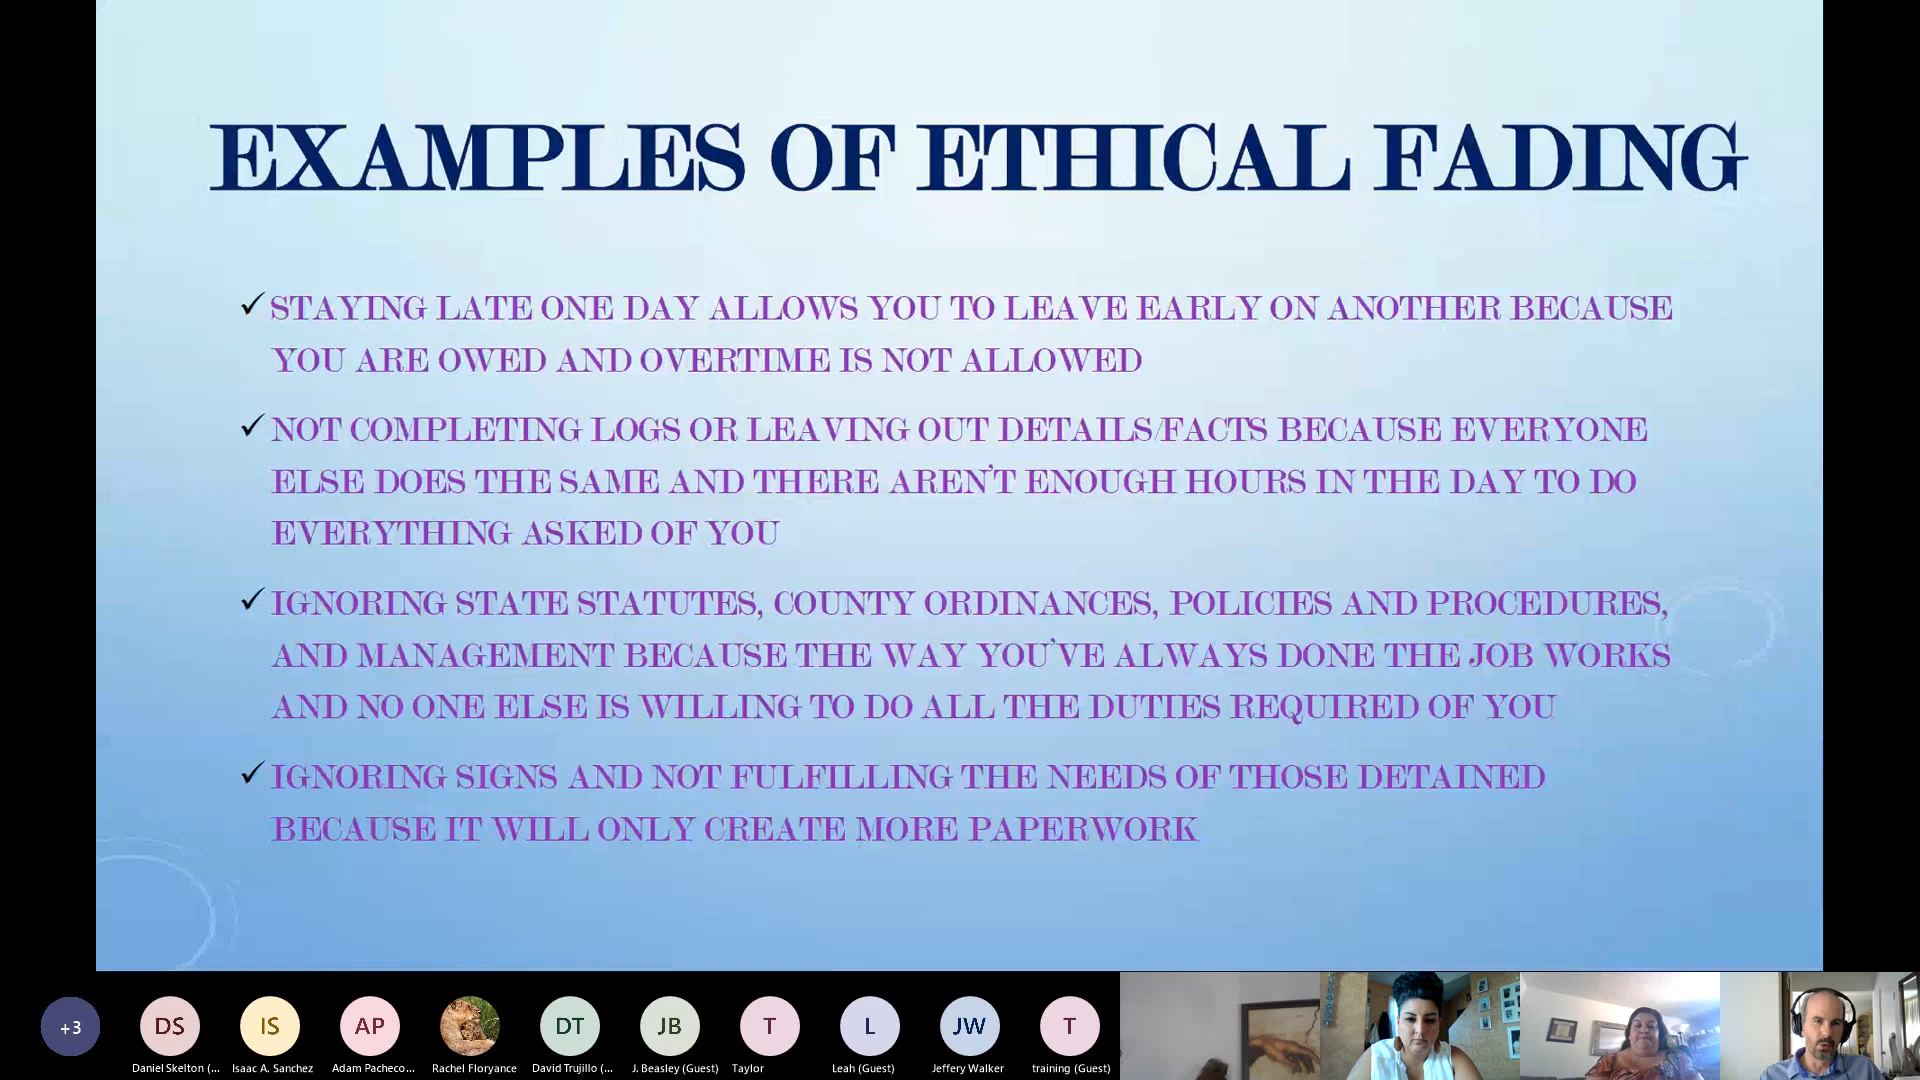 EXAMPLES OF ETHICAL FADING
STAYING LATE ONE DAY ALLOWS YOU TO LEAVE EARLY ON ANOTHER BECAUSE
YOU ARE OWED AND OVERTIME IS NOT ALLOWED
NOT COMPLETING LOGS OR LEAVING OUT DETAILS/FACTS BECAUSE EVERYONE
ELSE DOES THE SAME AND THERE AREN'T ENOUGH HOURS IN THE DAY TO DO
EVERYTHING ASKED OF YOU
IGNORING STATE STATUTES, COUNTY ORDINANCES, POLICIES AND PROCEDURES,
AND MANAGEMENT BECAUSE THE WAY YOU'VE ALWAYS DONE THE JOB WORKS
AND NO ONE ELSE IS WILLING TO DO ALL THE DUTIES REQUIRED OF YOU
IGNORING SIGNS AND NOT FULFILLING THE NEEDS OF THOSE DETAINED
BECAUSE IT WILL ONLY CREATE MORE PAPERWORK
+3 DS IS AP DT JB T L JW T
Daniel Skelton (... Isaac A. Sanchez Adam Pacheco... Rachel Floryance David Trujillo (... J. Beasley (Guest) Taylor Leah (Guest) Jeffery Walker training (Guest)